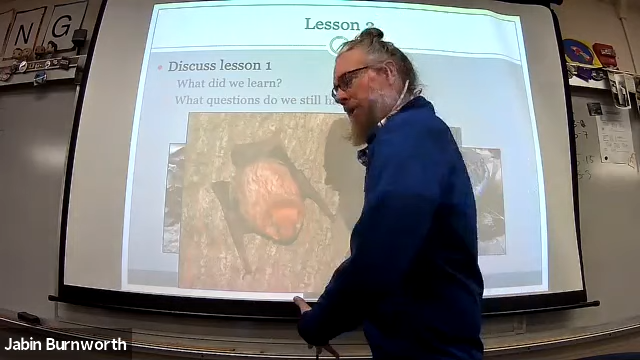 N G
Lesson 2
• Discuss lesson 1
What did we learn?
What questions do we still
Jabin Burnworth